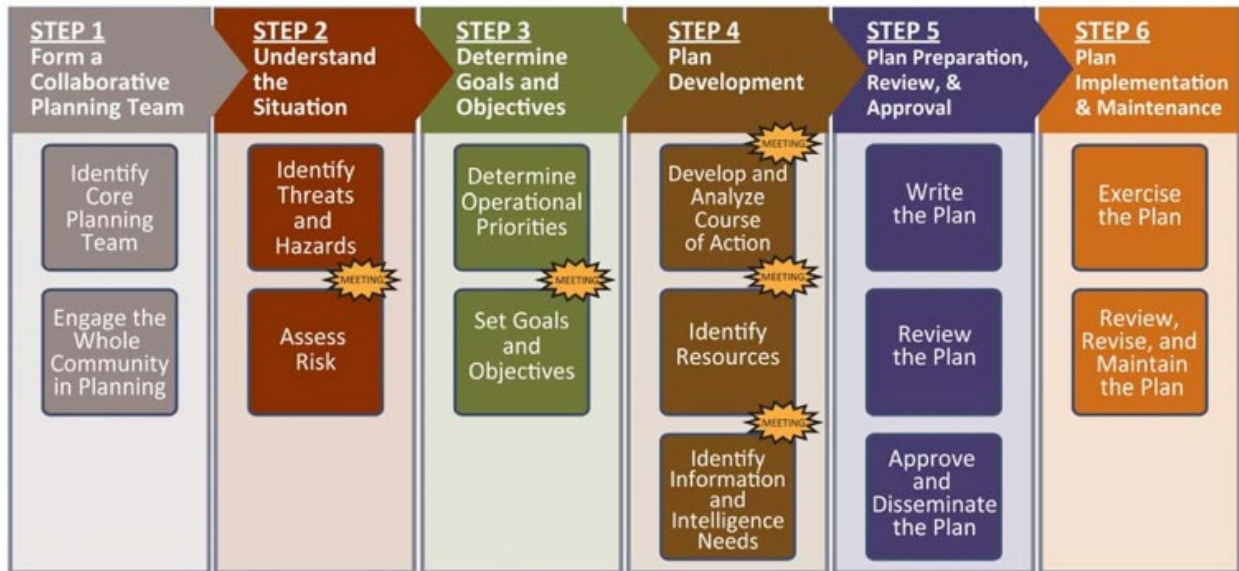 STEP 1
Form a
Collaborative
Planning Team
Identify
Core
Planning
Team
Engage the
Whole
Community
in Planning
STEP 2
Understand
the
Situation
Identify
Threats
and
Hazards
MEETING
Assess
Risk
STEP 3
Determine
Goals and
Objectives
Determine
Operational
Priorities
MEETING
Set Goals
and
Objectives
STEP 4
Plan
Development
MEETING
Develop and
Analyze
Course
of Action
MEETING
Identify
Resources
MEETING
Identify
Information
and
Intelligence
Needs
STEP 5
Plan Preparation,
Review, &
Approval
Write
the Plan
Review
the Plan
Approve
and
Disseminate
the Plan
STEP 6
Plan
Implementation
& Maintenance
Exercise
the Plan
Review,
Revise, and
Maintain
the Plan